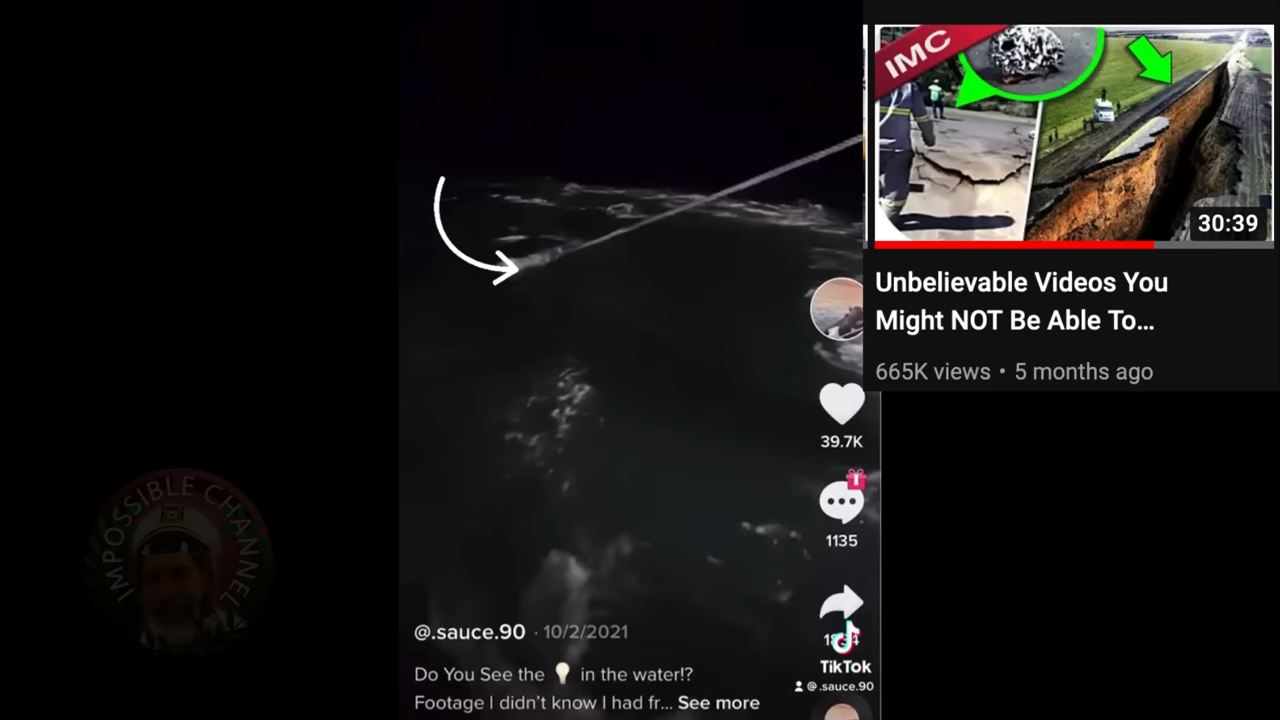 IMC
30:39
Unbelievable Videos You
Might NOT Be Able To…
665K views • 5 months ago
39.7K
1135
TikTok
@.sauce.90
@.sauce.90 · 10/2/2021
Do You See the 💡 in the water!?
Footage I didn't know I had fr... See more
IMPOSSIBLE CHANNEL